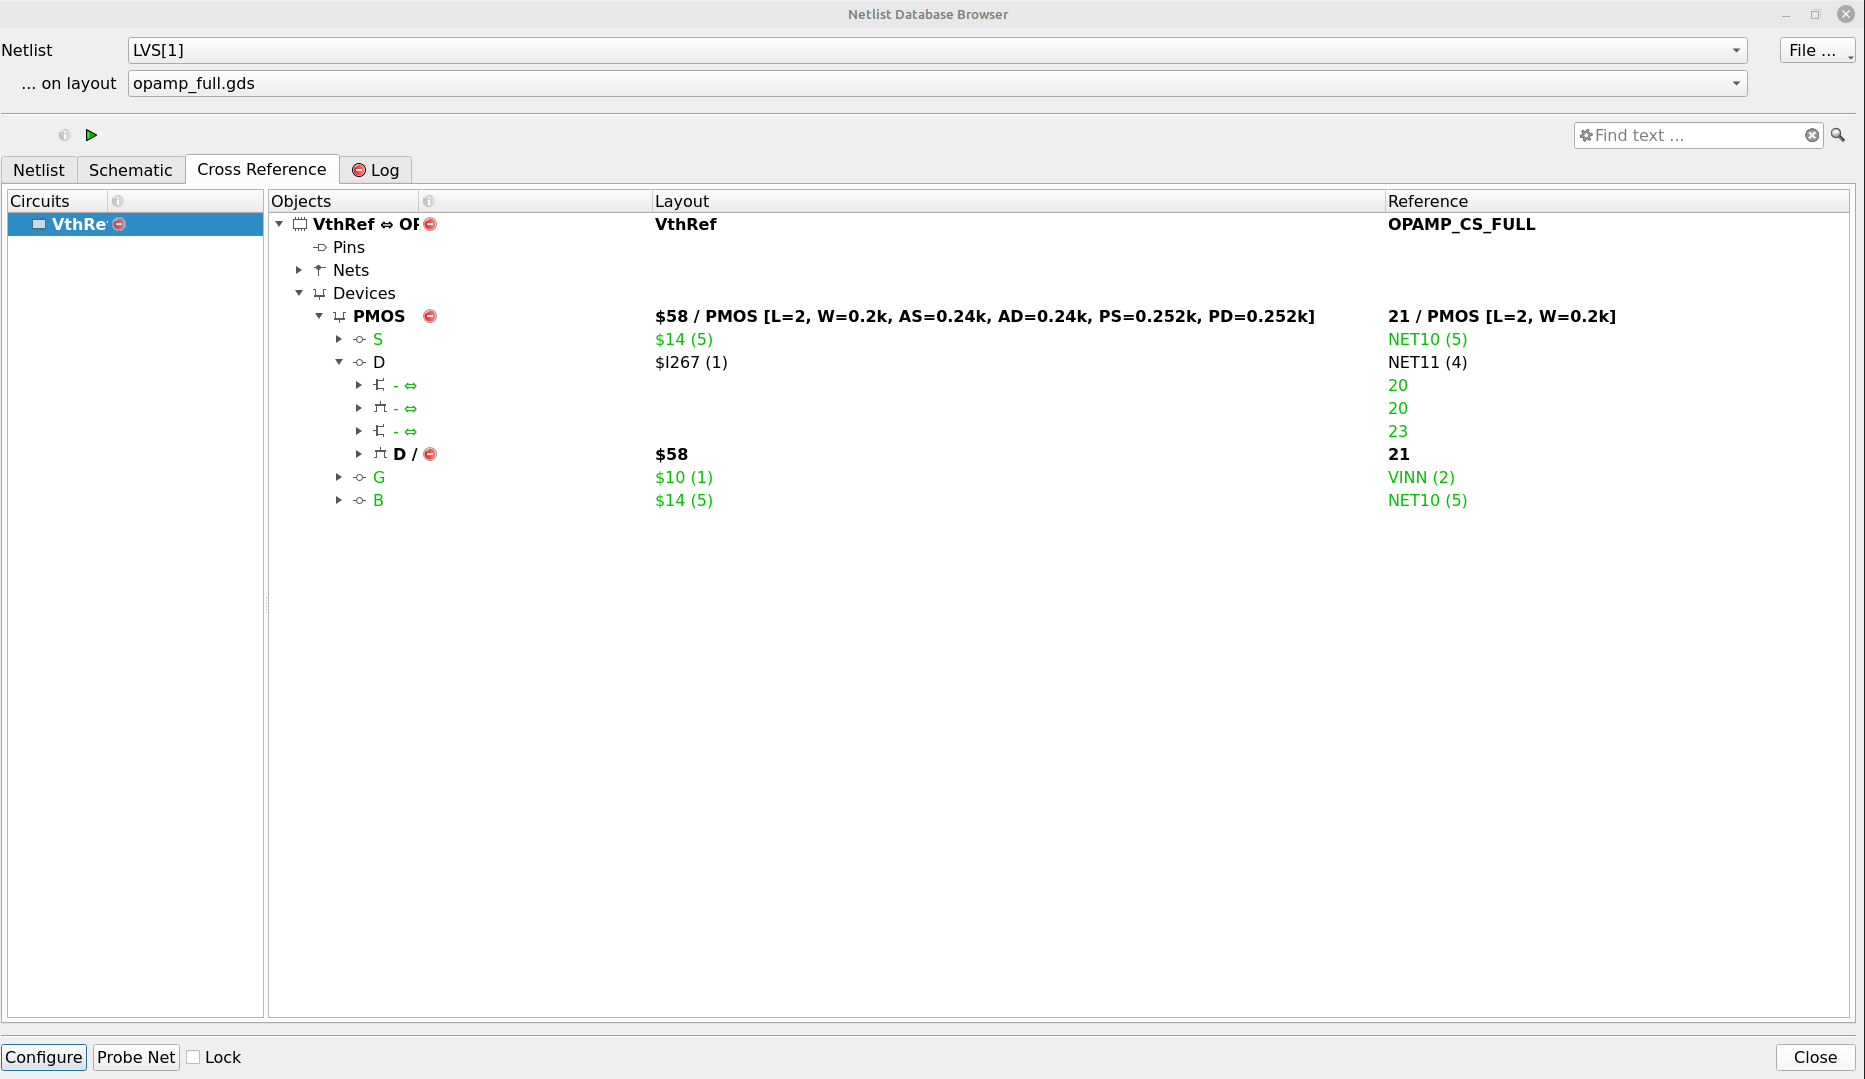 Netlist Database Browser
Netlist LVS[1] File ...
... on layout opamp_full.gds
Find text ...
Netlist Schematic Cross Reference Log
Circuits Objects Layout Reference
VthRe VthRef ⇔ OP VthRef OPAMP_CS_FULL
Pins
Nets
Devices
PMOS $58 / PMOS [L=2, W=0.2k, AS=0.24k, AD=0.24k, PS=0.252k, PD=0.252k] 21 / PMOS [L=2, W=0.2k]
S $14 (5) NET10 (5)
D $I267 (1) NET11 (4)
- ⇔ 20
- ⇔ 20
- ⇔ 23
D / $58 21
G $10 (1) VINN (2)
B $14 (5) NET10 (5)
Configure Probe Net Lock Close